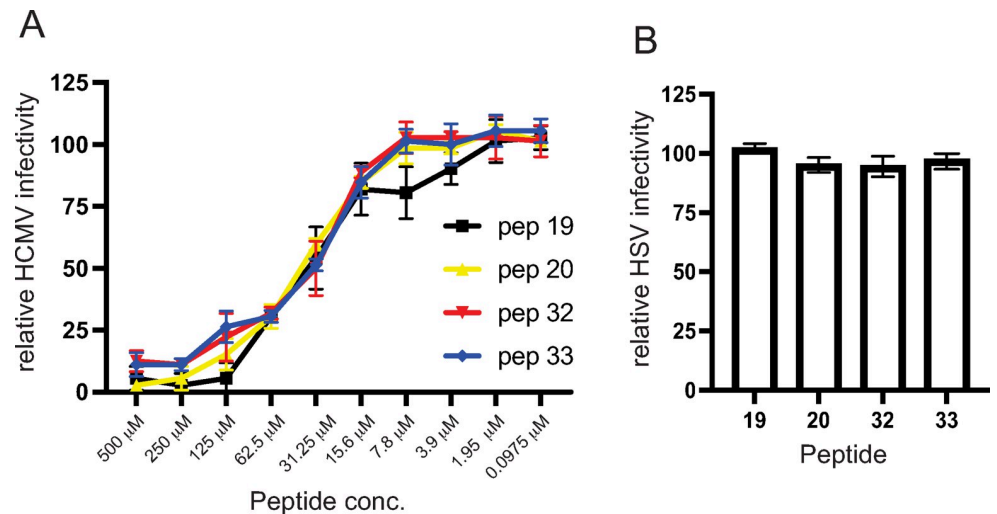 A
relative HCMV infectivity
125
100
75
50
25
0
pep 19
pep 20
pep 32
pep 33
500 µM
250 µM
125 µM
62.5 µM
31.25 µM
15.6 µM
7.8 µM
3.9 µM
1.95 µM
0.0975 µM
Peptide conc.
B
relative HSV infectivity
125
100
75
50
25
0
19 20 32 33
Peptide